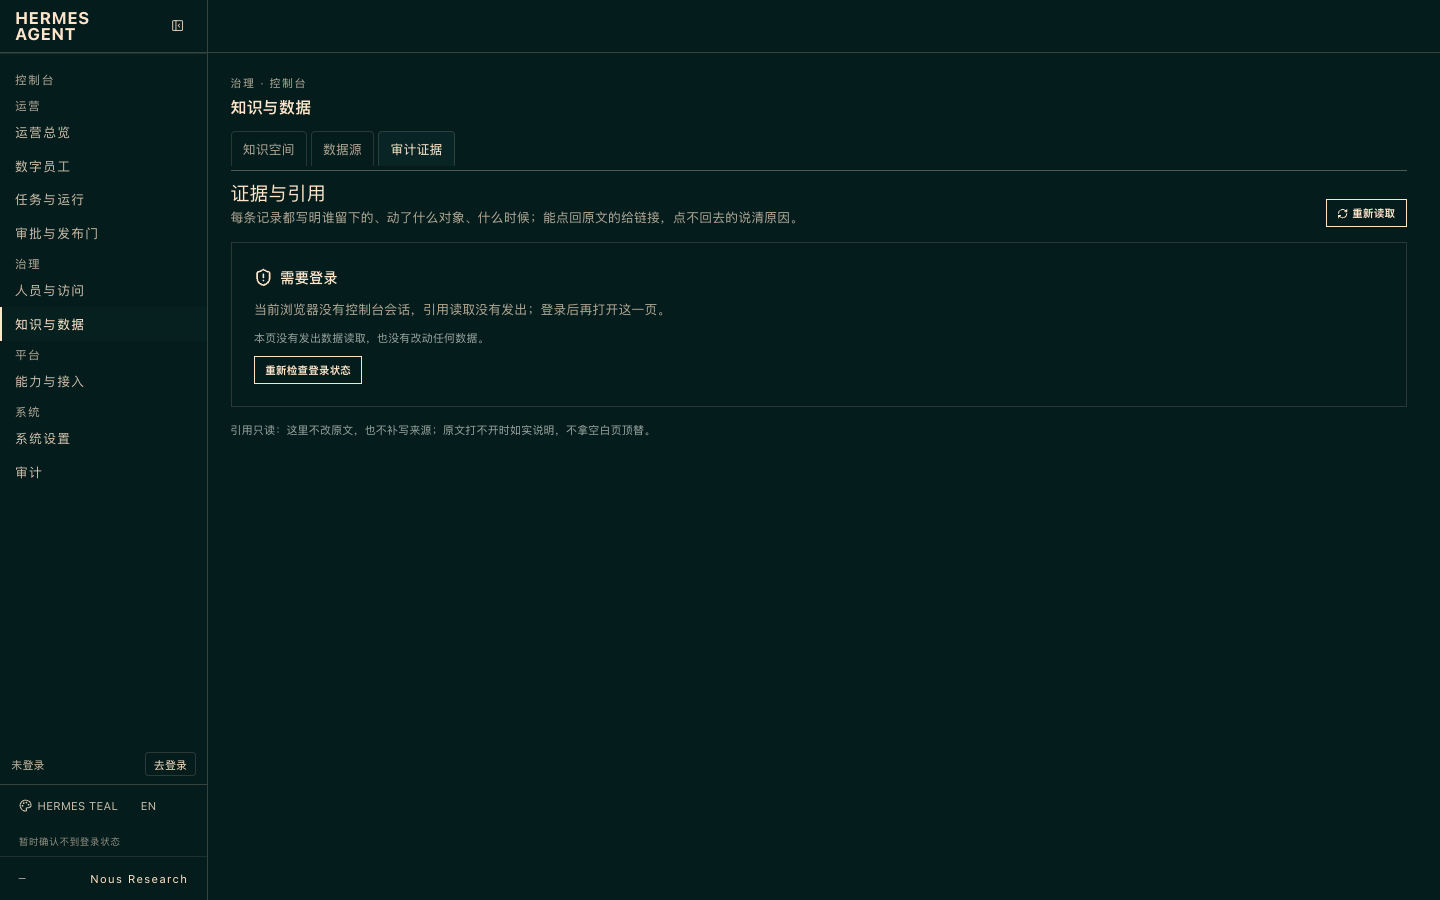 HERMES
AGENT
控制台
运营
运营总览
数字员工
任务与运行
审批与发布门
治理
人员与访问
知识与数据
平台
能力与接入
系统
系统设置
审计
未登录
去登录
HERMES TEAL
EN
暂时确认不到登录状态
—
Nous Research
治理 · 控制台
知识与数据
知识空间
数据源
审计证据
证据与引用
每条记录都写明谁留下的、动了什么对象、什么时候；能点回原文的给链接，点不回去的说清原因。
重新读取
需要登录
当前浏览器没有控制台会话，引用读取没有发出；登录后再打开这一页。
本页没有发出数据读取，也没有改动任何数据。
重新检查登录状态
引用只读：这里不改原文，也不补写来源；原文打不开时如实说明，不拿空白页顶替。